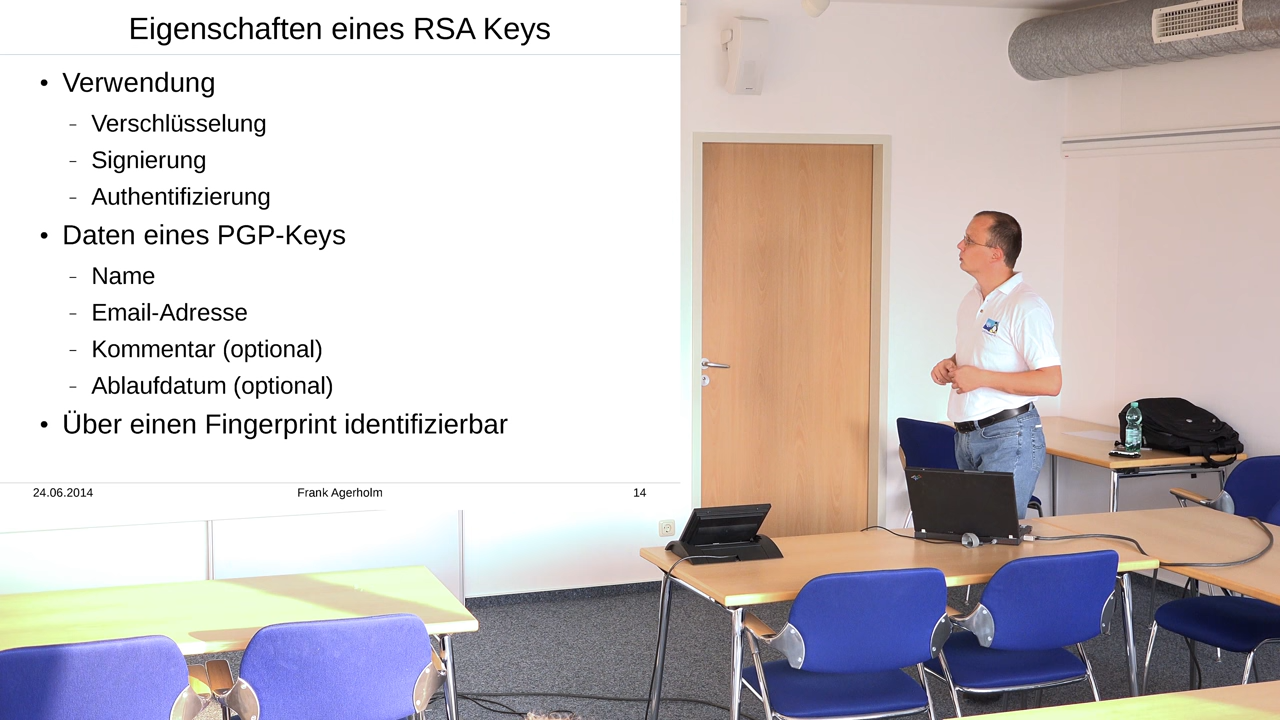 Eigenschaften eines RSA Keys
• Verwendung
– Verschlüsselung
– Signierung
– Authentifizierung
• Daten eines PGP-Keys
– Name
– Email-Adresse
– Kommentar (optional)
– Ablaufdatum (optional)
• Über einen Fingerprint identifizierbar
24.06.2014 Frank Agerholm 14